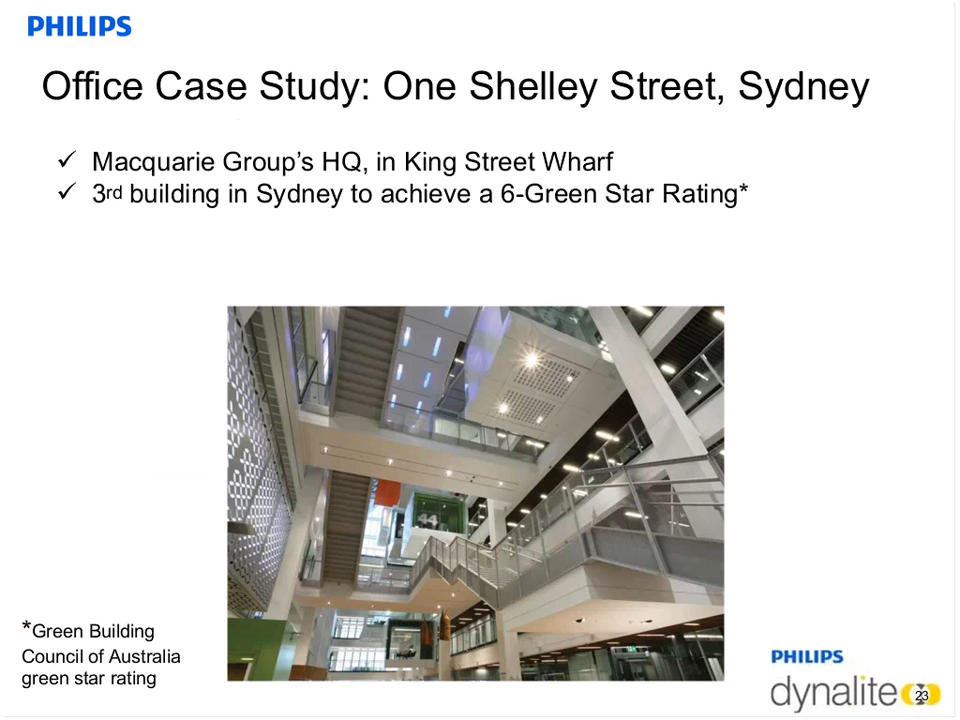 PHILIPS
Office Case Study: One Shelley Street, Sydney
✓ Macquarie Group’s HQ, in King Street Wharf
✓ 3rd building in Sydney to achieve a 6-Green Star Rating*
44
*Green Building
Council of Australia
green star rating
PHILIPS
dynalite
23